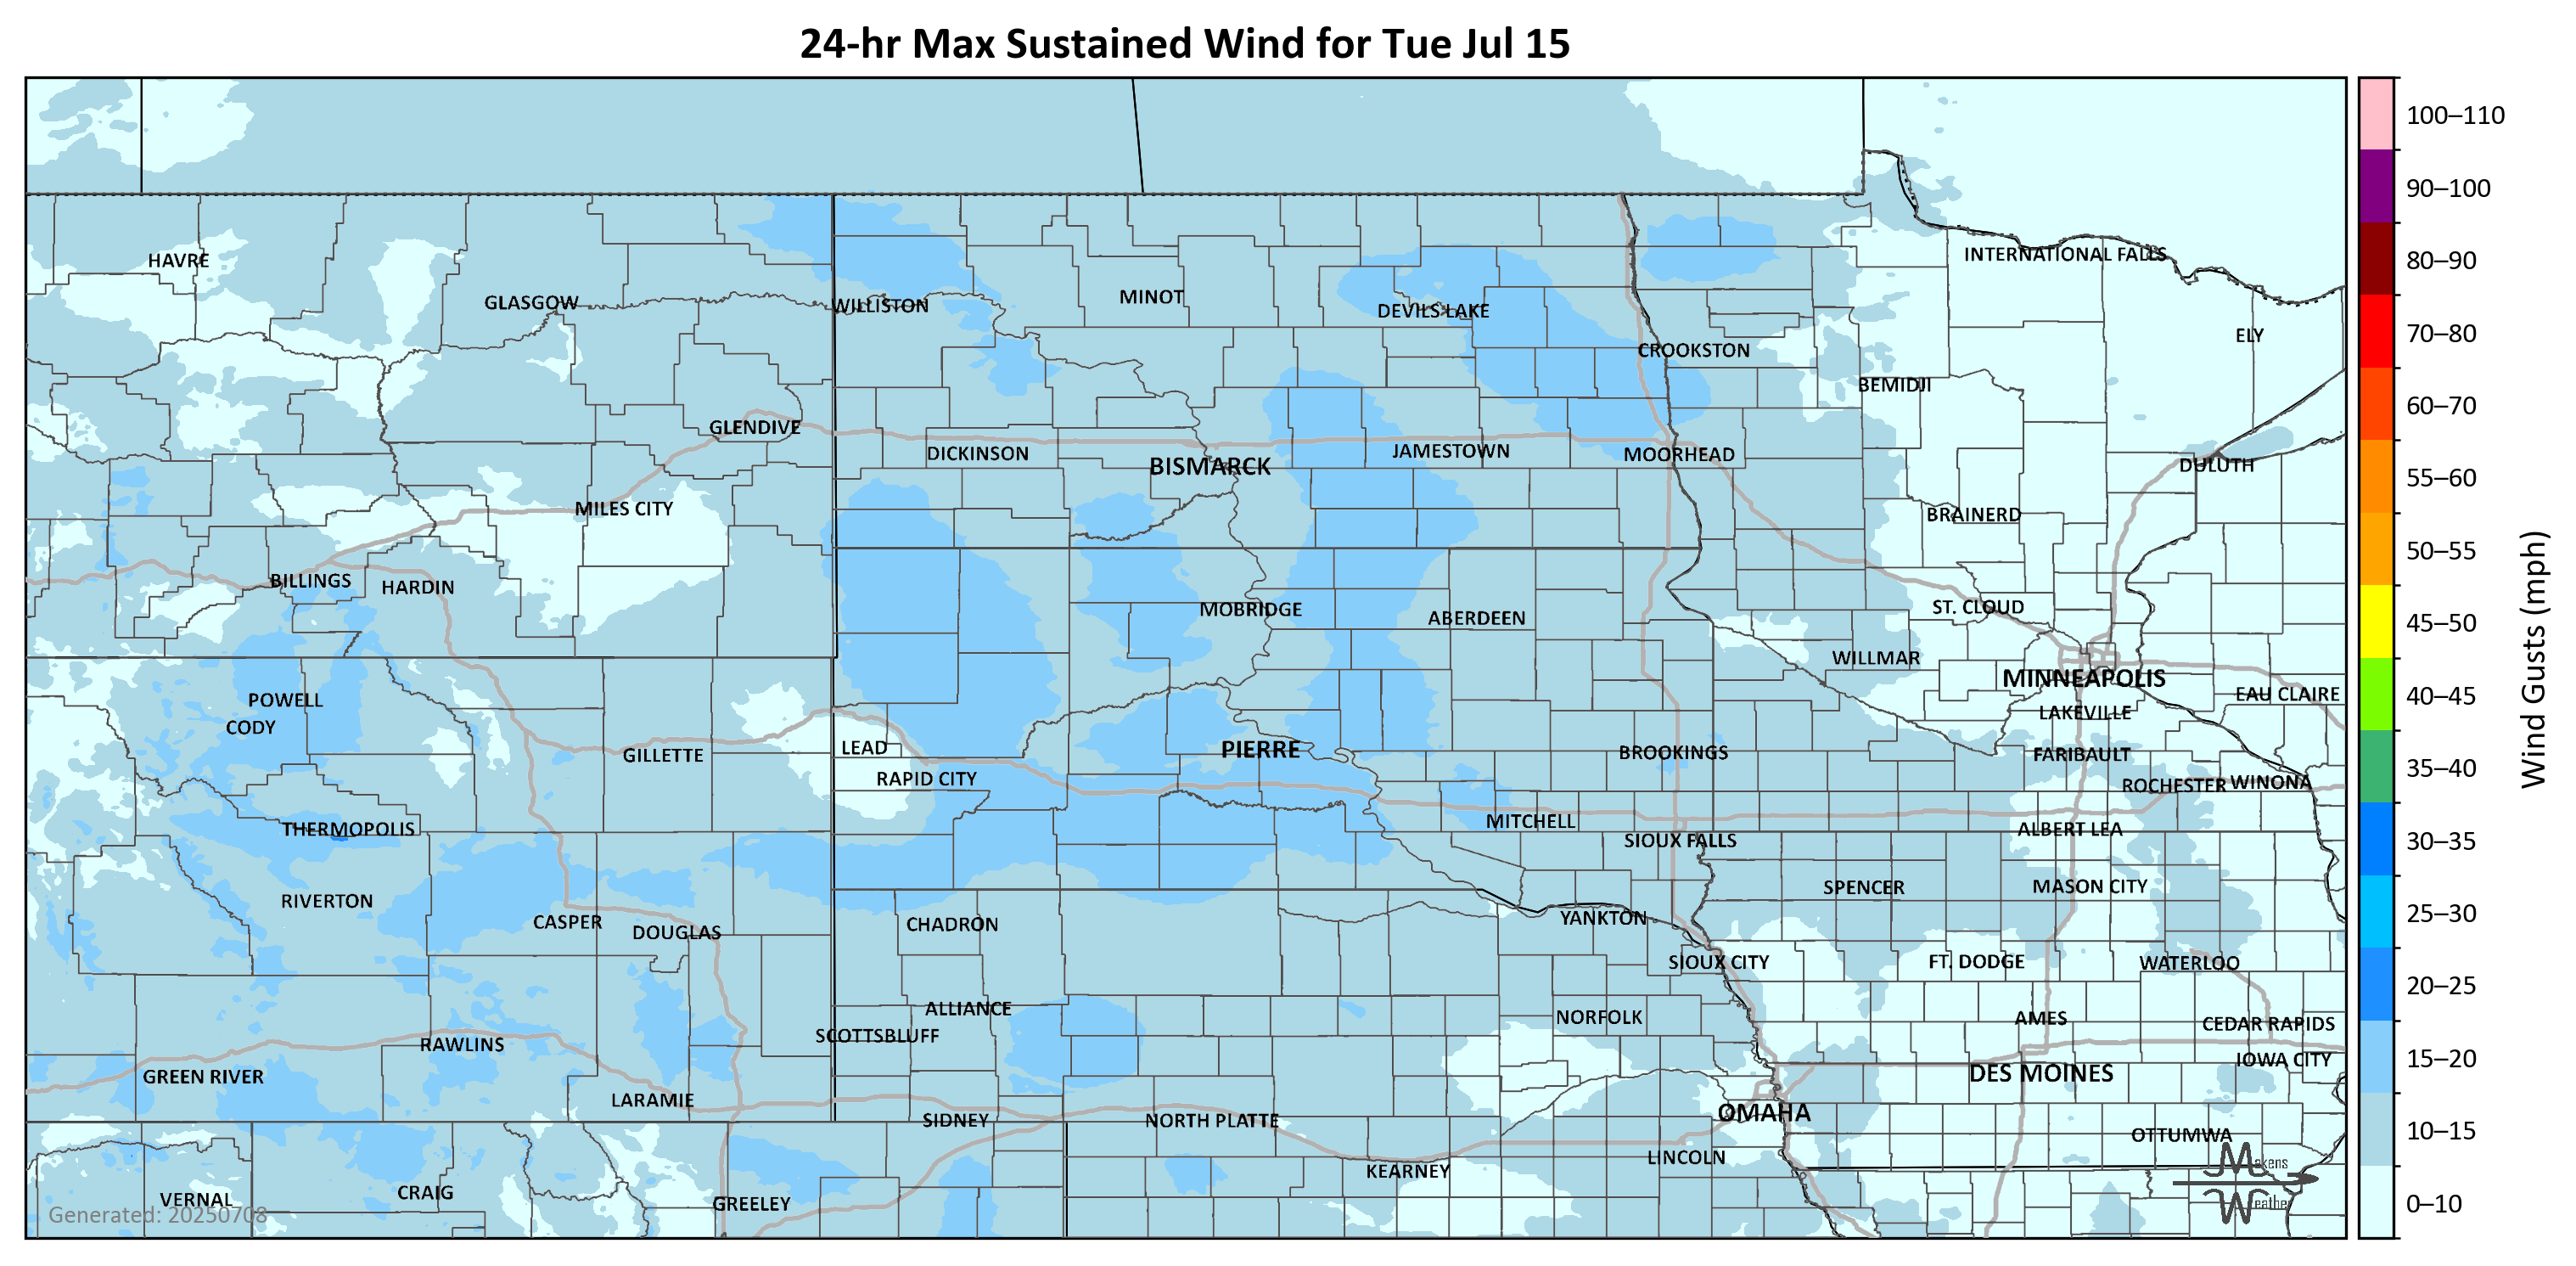 24-hr Max Sustained Wind for Tue Jul 15
100–110
90–100
80–90
70–80
60–70
55–60
50–55
45–50
40–45
35–40
30–35
25–30
20–25
15–20
10–15
0–10
Wind Gusts (mph)
HAVRE
GLASGOW
WILLISTON
MINOT
DEVILS LAKE
INTERNATIONAL FALLS
ELY
CROOKSTON
BEMIDJI
GLENDIVE
DICKINSON
BISMARCK
JAMESTOWN
MOORHEAD
DULUTH
MILES CITY
BRAINERD
BILLINGS
HARDIN
MOBRIDGE
ABERDEEN
ST. CLOUD
WILLMAR
MINNEAPOLIS
EAU CLAIRE
POWELL
CODY
LAKEVILLE
GILLETTE
LEAD
PIERRE
BROOKINGS
FARIBAULT
RAPID CITY
ROCHESTER
WINONA
THERMOPOLIS
MITCHELL
SIOUX FALLS
ALBERT LEA
RIVERTON
SPENCER
MASON CITY
CASPER
DOUGLAS
CHADRON
YANKTON
SIOUX CITY
FT. DODGE
WATERLOO
ALLIANCE
NORFOLK
AMES
CEDAR RAPIDS
RAWLINS
SCOTTSBLUFF
IOWA CITY
GREEN RIVER
DES MOINES
LARAMIE
SIDNEY
NORTH PLATTE
OMAHA
OTTUMWA
KEARNEY
LINCOLN
VERNAL
CRAIG
GREELEY
Makens
Weather
Generated: 20250708